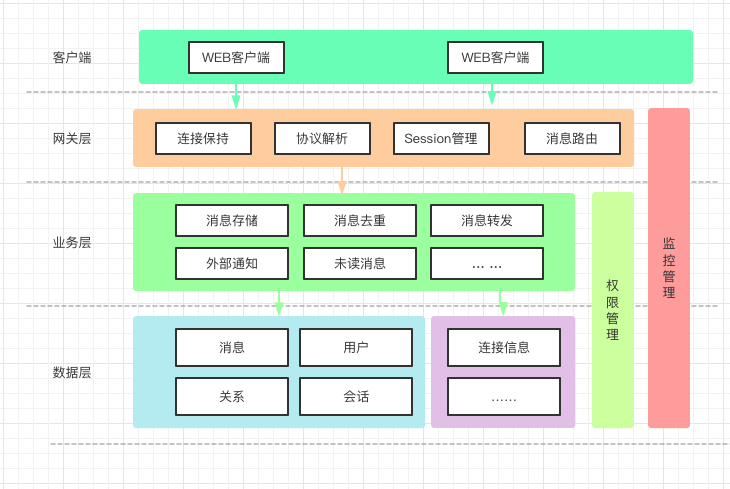 客户端
WEB客户端
WEB客户端
网关层
连接保持
协议解析
Session管理
消息路由
业务层
消息存储
消息去重
消息转发
外部通知
未读消息
... ...
数据层
消息
用户
连接信息
关系
会话
……
权限管理
监控管理